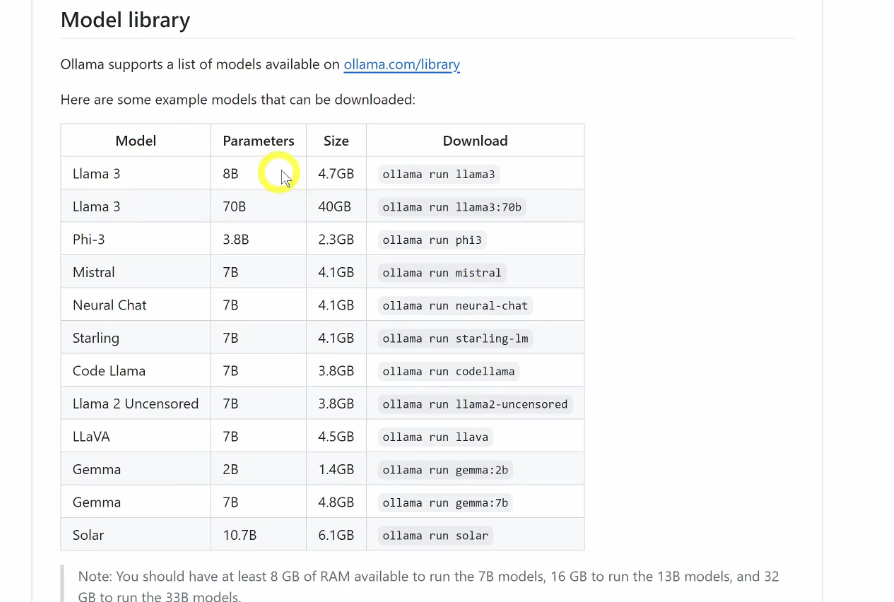 Model library
Ollama supports a list of models available on ollama.com/library
Here are some example models that can be downloaded:
Model Parameters Size Download
Llama 3 8B 4.7GB ollama run llama3
Llama 3 70B 40GB ollama run llama3:70b
Phi-3 3.8B 2.3GB ollama run phi3
Mistral 7B 4.1GB ollama run mistral
Neural Chat 7B 4.1GB ollama run neural-chat
Starling 7B 4.1GB ollama run starling-lm
Code Llama 7B 3.8GB ollama run codellama
Llama 2 Uncensored 7B 3.8GB ollama run llama2-uncensored
LLaVA 7B 4.5GB ollama run llava
Gemma 2B 1.4GB ollama run gemma:2b
Gemma 7B 4.8GB ollama run gemma:7b
Solar 10.7B 6.1GB ollama run solar
Note: You should have at least 8 GB of RAM available to run the 7B models, 16 GB to run the 13B models, and 32
GB to run the 33B models.